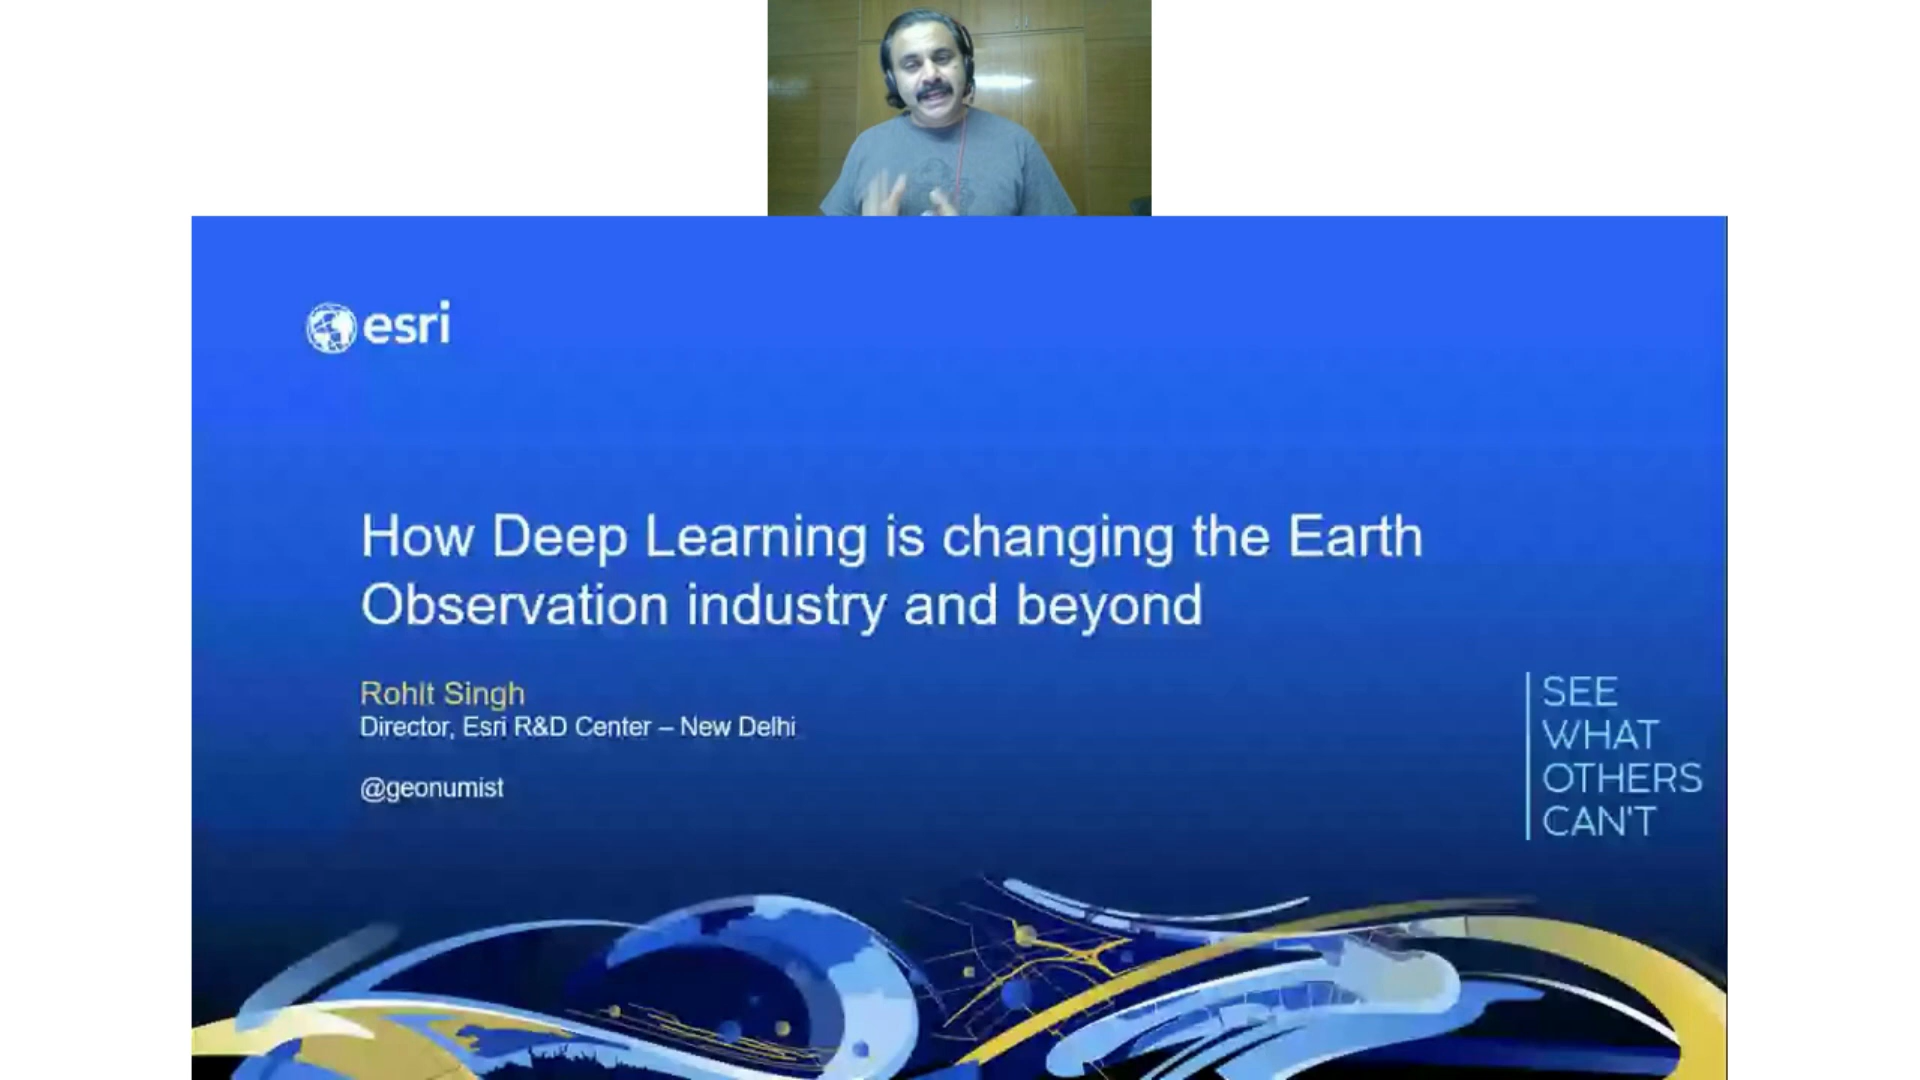 esri
How Deep Learning is changing the Earth
Observation industry and beyond
Rohit Singh
Director, Esri R&D Center – New Delhi
@geonumist
SEE
WHAT
OTHERS
CAN'T